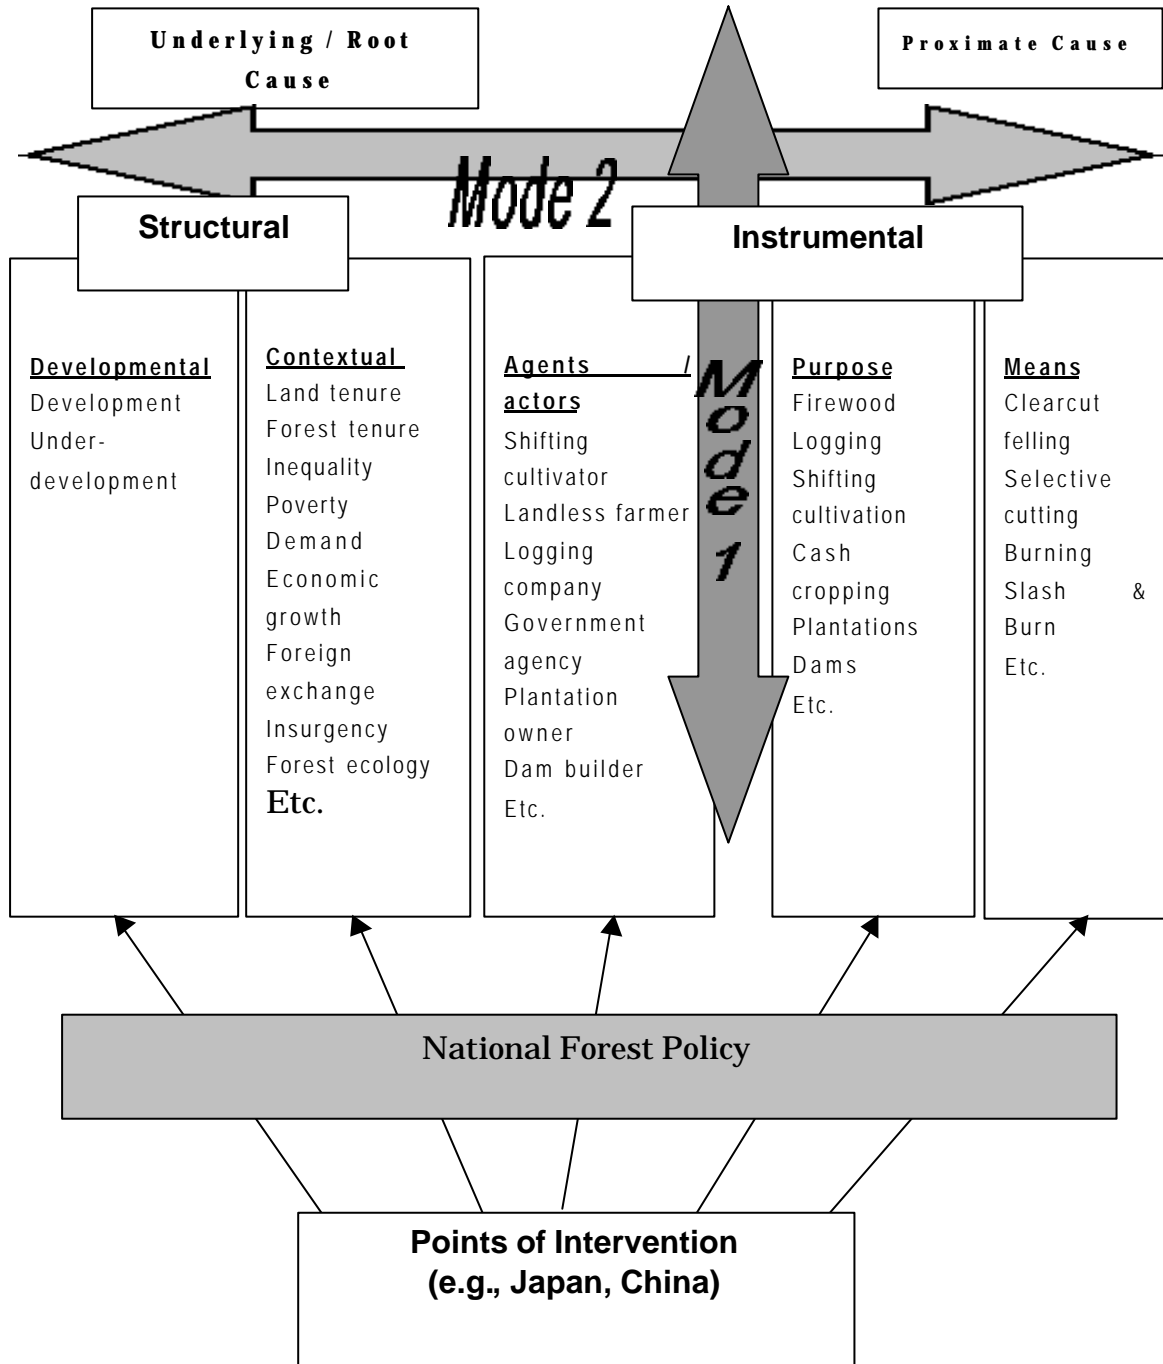 Underlying / Root
Cause
Proximate Cause
Mode 2
Structural
Instrumental
Developmental
Development
Under-
development
Contextual
Land tenure
Forest tenure
Inequality
Poverty
Demand
Economic
growth
Foreign
exchange
Insurgency
Forest ecology
Etc.
Agents /
actors
Shifting
cultivator
Landless farmer
Logging
company
Government
agency
Plantation
owner
Dam builder
Etc.
Mode 1
Purpose
Firewood
Logging
Shifting
cultivation
Cash
cropping
Plantations
Dams
Etc.
Means
Clearcut
felling
Selective
cutting
Burning
Slash &
Burn
Etc.
National Forest Policy
Points of Intervention
(e.g., Japan, China)